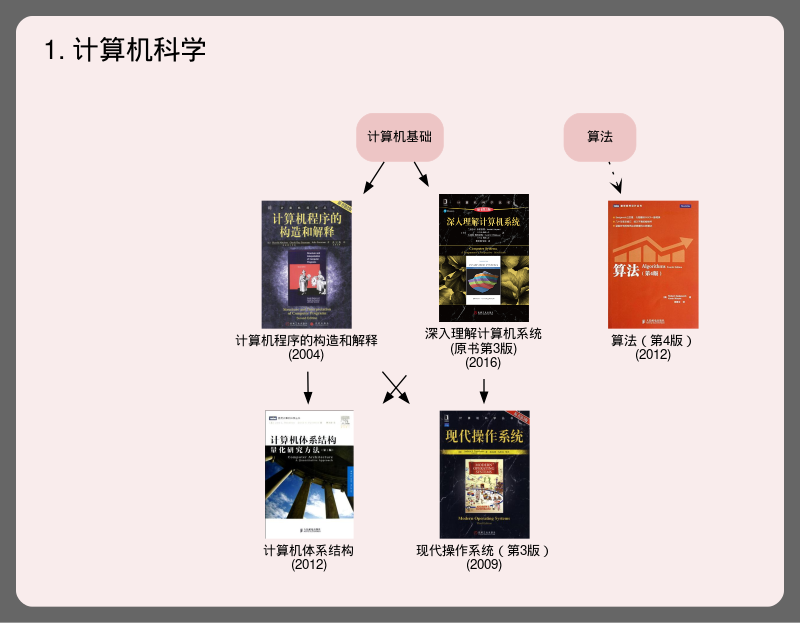 1. 计算机科学
计算机基础
算法
计算机程序的
构造和解释
深入理解计算机系统
算法
Algorithms
(第4版)
计算机程序的构造和解释
(2004)
深入理解计算机系统
(原书第3版)
(2016)
算法（第4版）
(2012)
计算机体系结构
量化研究方法
Computer Architecture
现代操作系统
MODERN
OPERATING
SYSTEMS
Modern Operating Systems
计算机体系结构
(2012)
现代操作系统（第3版）
(2009)